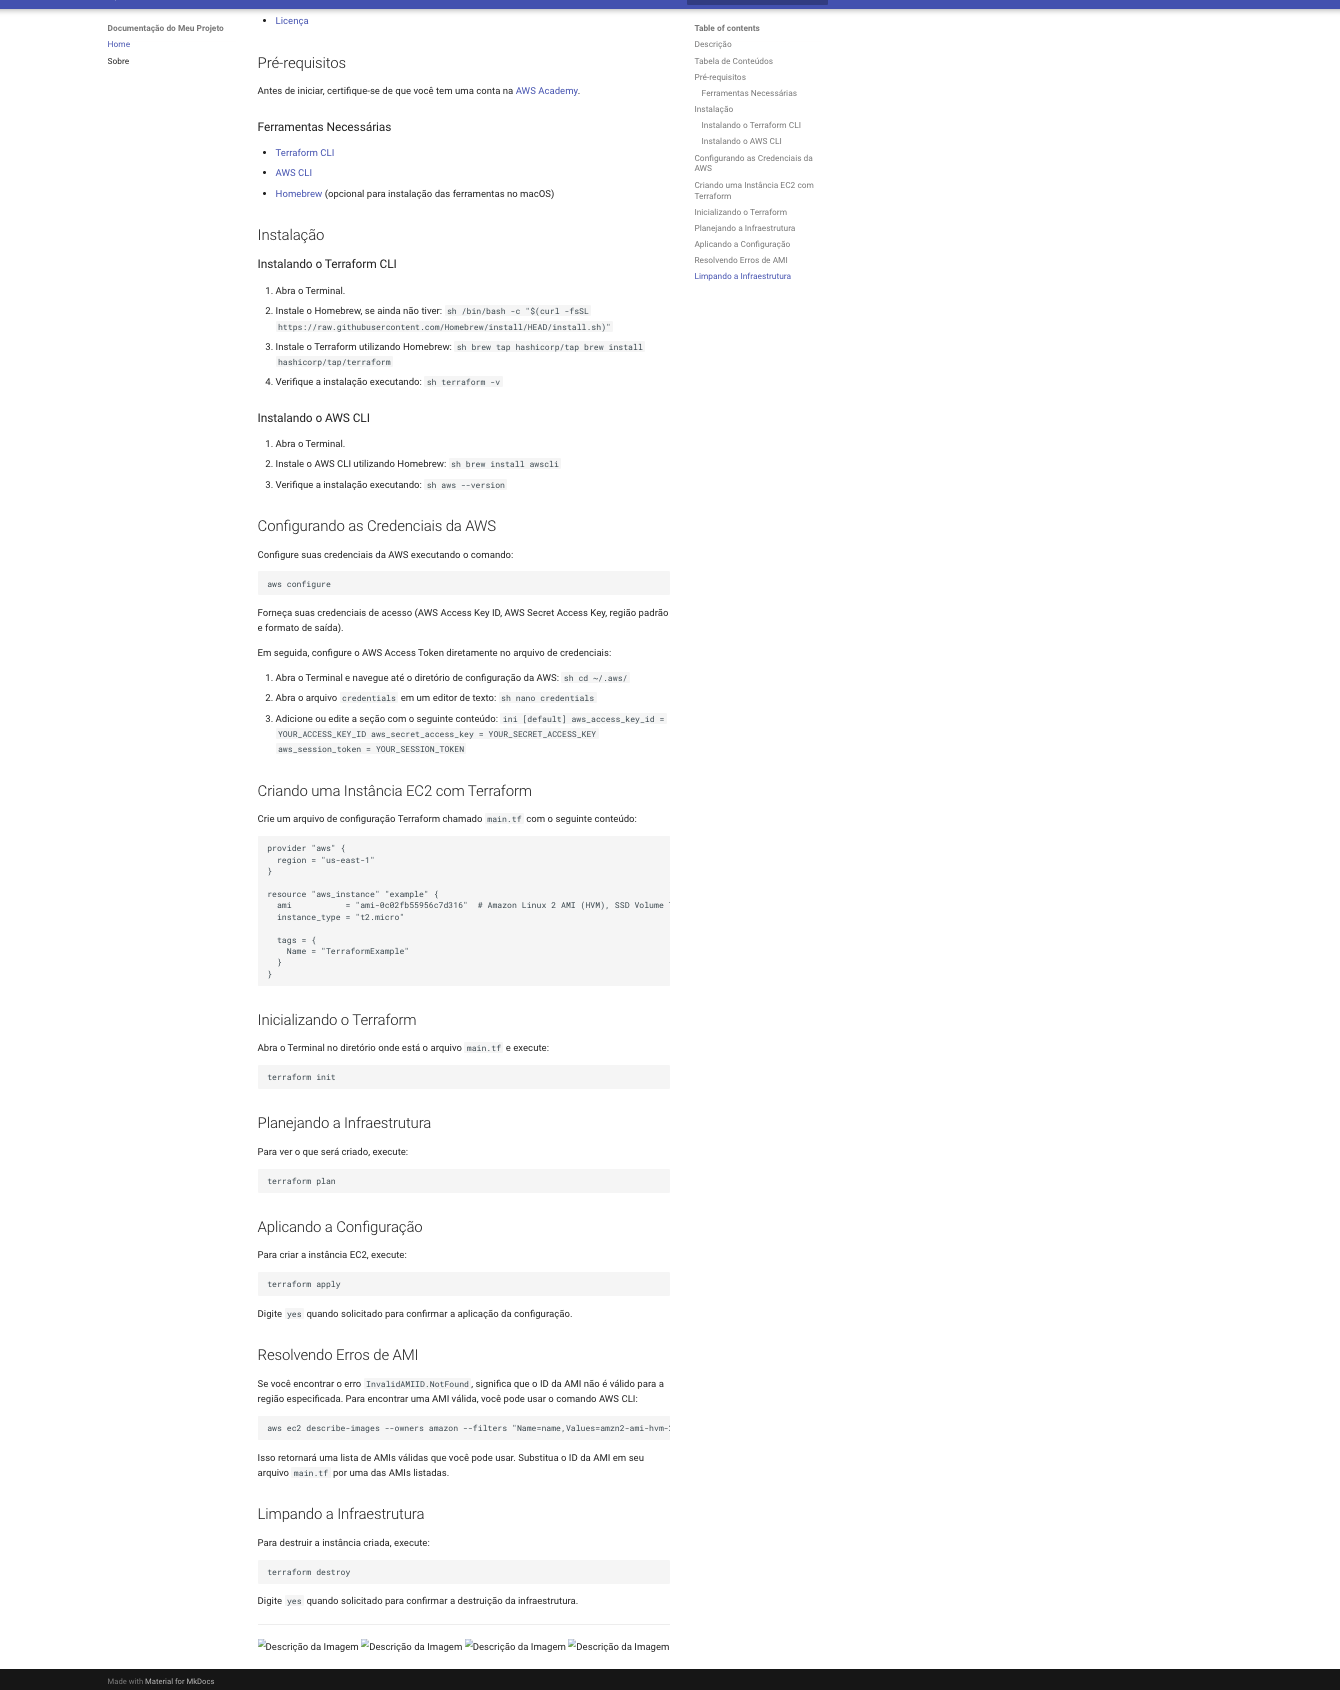 Documentação do Meu Projeto
Home
Sobre
Licença
Pré-requisitos
Antes de iniciar, certifique-se de que você tem uma conta na AWS Academy.
Ferramentas Necessárias
Terraform CLI
AWS CLI
Homebrew (opcional para instalação das ferramentas no macOS)
Instalação
Instalando o Terraform CLI
1. Abra o Terminal.
2. Instale o Homebrew, se ainda não tiver: sh /bin/bash -c "$(curl -fsSL
https://raw.githubusercontent.com/Homebrew/install/HEAD/install.sh)"
3. Instale o Terraform utilizando Homebrew: sh brew tap hashicorp/tap brew install
hashicorp/tap/terraform
4. Verifique a instalação executando: sh terraform -v
Instalando o AWS CLI
1. Abra o Terminal.
2. Instale o AWS CLI utilizando Homebrew: sh brew install awscli
3. Verifique a instalação executando: sh aws --version
Configurando as Credenciais da AWS
Configure suas credenciais da AWS executando o comando:
aws configure
Forneça suas credenciais de acesso (AWS Access Key ID, AWS Secret Access Key, região padrão
e formato de saída).
Em seguida, configure o AWS Access Token diretamente no arquivo de credenciais:
1. Abra o Terminal e navegue até o diretório de configuração da AWS: sh cd ~/.aws/
2. Abra o arquivo credentials em um editor de texto: sh nano credentials
3. Adicione ou edite a seção com o seguinte conteúdo: ini [default] aws_access_key_id =
YOUR_ACCESS_KEY_ID aws_secret_access_key = YOUR_SECRET_ACCESS_KEY
aws_session_token = YOUR_SESSION_TOKEN
Criando uma Instância EC2 com Terraform
Crie um arquivo de configuração Terraform chamado main.tf com o seguinte conteúdo:
provider "aws" {
region = "us-east-1"
}
resource "aws_instance" "example" {
ami           = "ami-0c02fb55956c7d316"  # Amazon Linux 2 AMI (HVM), SSD Volume
instance_type = "t2.micro"
tags = {
Name = "TerraformExample"
}
}
Inicializando o Terraform
Abra o Terminal no diretório onde está o arquivo main.tf e execute:
terraform init
Planejando a Infraestrutura
Para ver o que será criado, execute:
terraform plan
Aplicando a Configuração
Para criar a instância EC2, execute:
terraform apply
Digite yes quando solicitado para confirmar a aplicação da configuração.
Resolvendo Erros de AMI
Se você encontrar o erro InvalidAMIID.NotFound, significa que o ID da AMI não é válido para a
região especificada. Para encontrar uma AMI válida, você pode usar o comando AWS CLI:
aws ec2 describe-images --owners amazon --filters "Name=name,Values=amzn2-ami-hvm-
Isso retornará uma lista de AMIs válidas que você pode usar. Substitua o ID da AMI em seu
arquivo main.tf por uma das AMIs listadas.
Limpando a Infraestrutura
Para destruir a instância criada, execute:
terraform destroy
Digite yes quando solicitado para confirmar a destruição da infraestrutura.
Descrição da Imagem Descrição da Imagem Descrição da Imagem Descrição da Imagem
Table of contents
Descrição
Tabela de Conteúdos
Pré-requisitos
Ferramentas Necessárias
Instalação
Instalando o Terraform CLI
Instalando o AWS CLI
Configurando as Credenciais da
AWS
Criando uma Instância EC2 com
Terraform
Inicializando o Terraform
Planejando a Infraestrutura
Aplicando a Configuração
Resolvendo Erros de AMI
Limpando a Infraestrutura
Made with Material for MkDocs